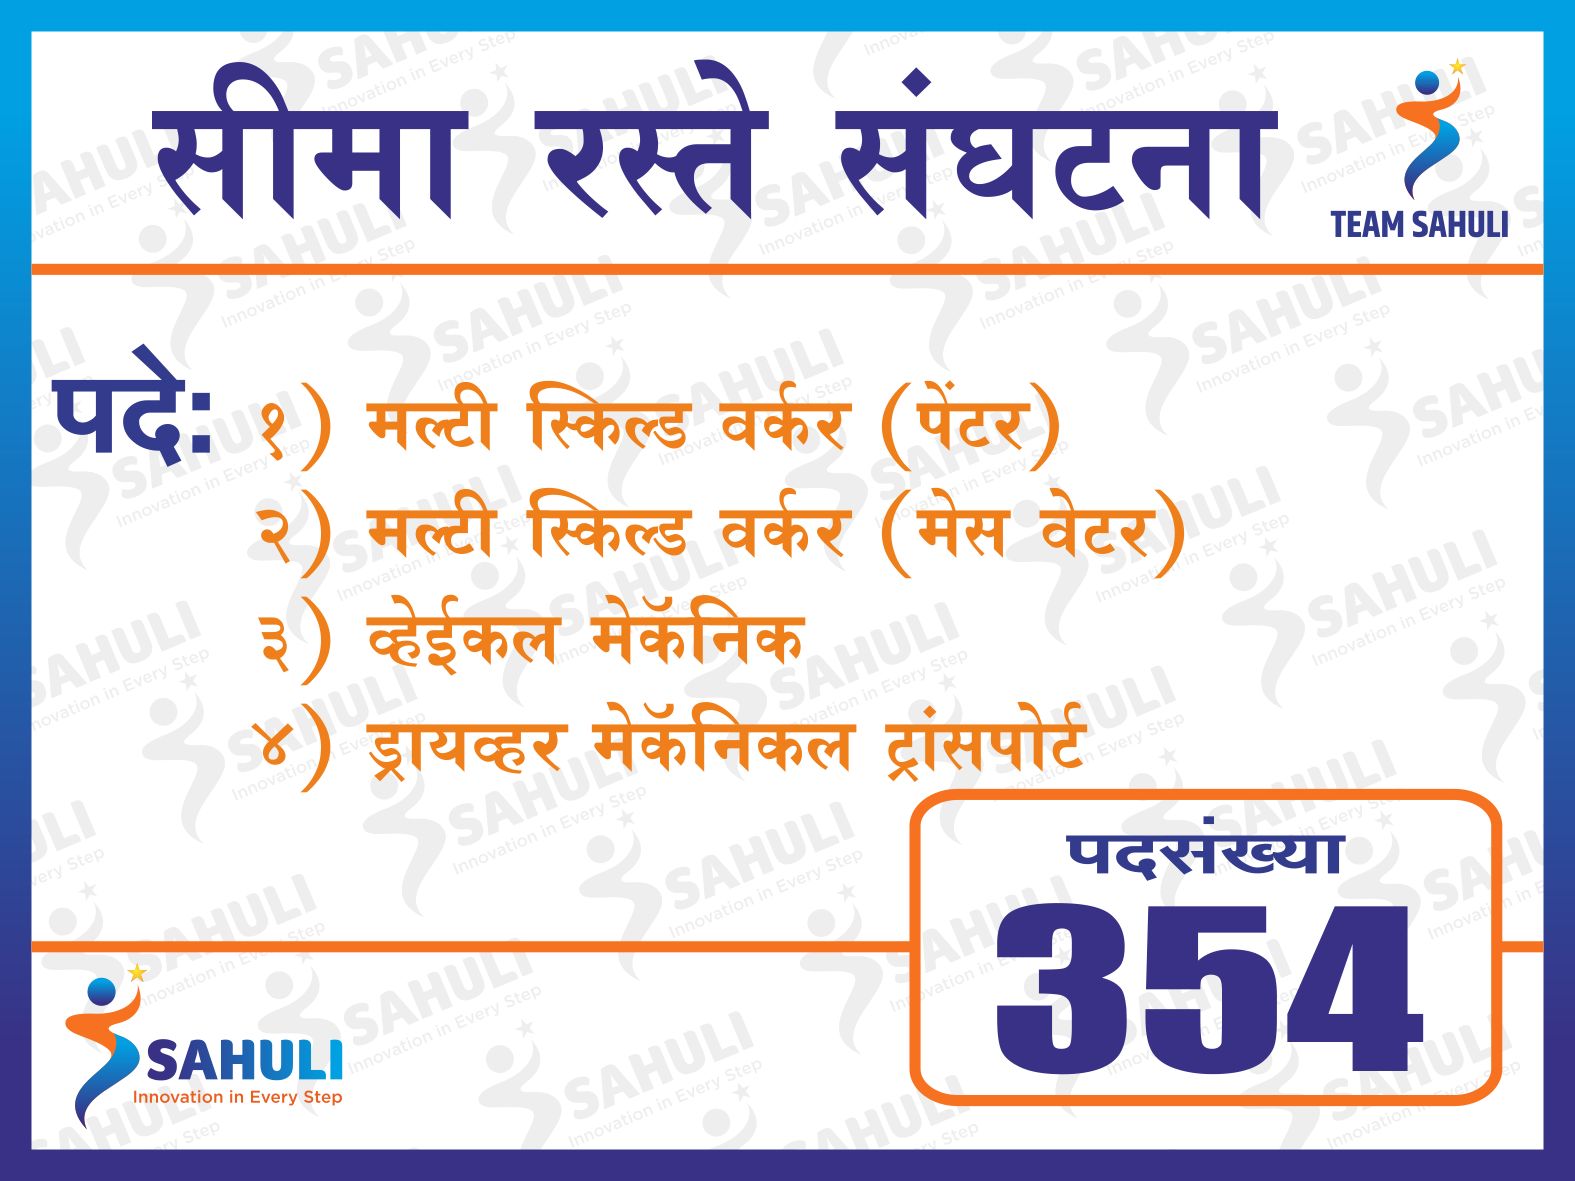 सीमा रस्ते संघटना
TEAM SAHULI
पदे: १) मल्टी स्किल्ड वर्कर (पेंटर)
२) मल्टी स्किल्ड वर्कर (मेस वेटर)
३) व्हेईकल मेकॅनिक
४) ड्रायव्हर मेकॅनिकल ट्रांसपोर्ट
पदसंख्या
354
SAHULI
Innovation in Every Step